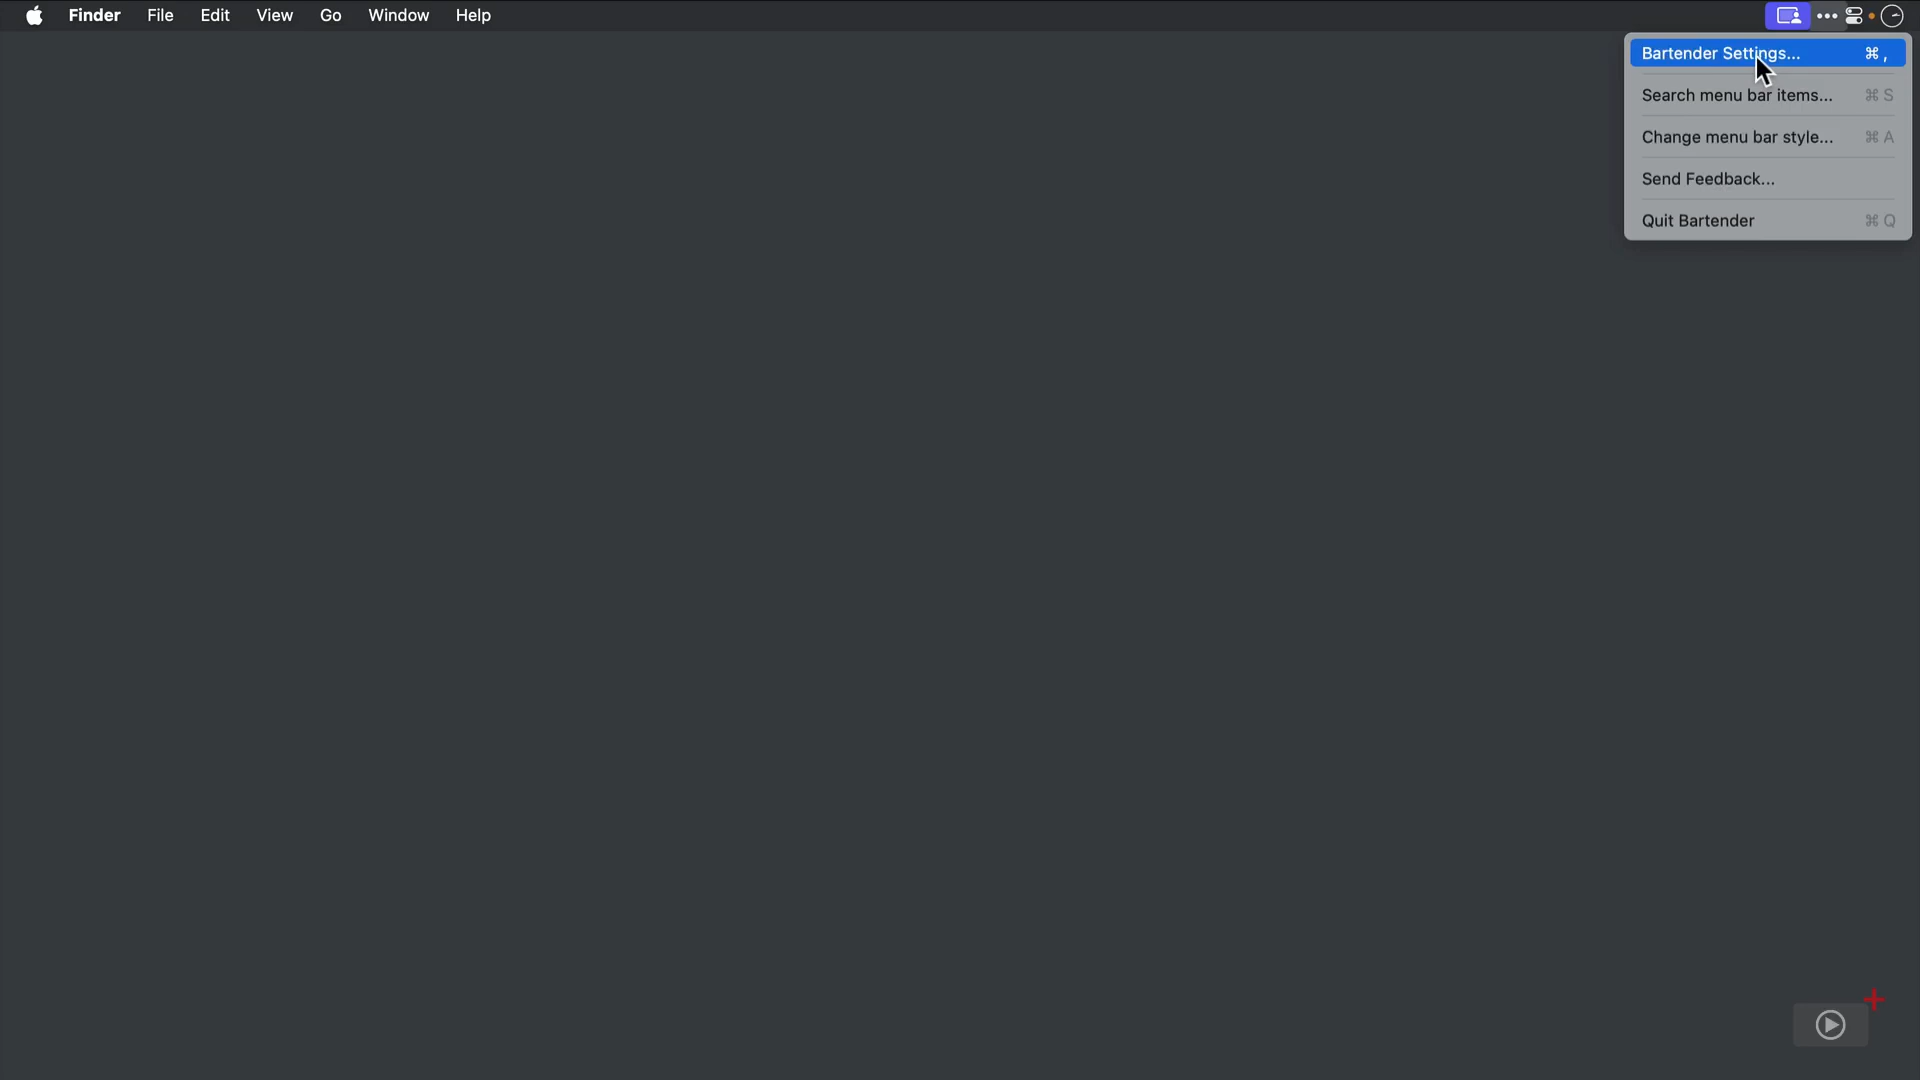 Finder File Edit View Go Window Help
Bartender Settings... ⌘ ,
Search menu bar items... ⌘ S
Change menu bar style... ⌘ A
Send Feedback...
Quit Bartender ⌘ Q